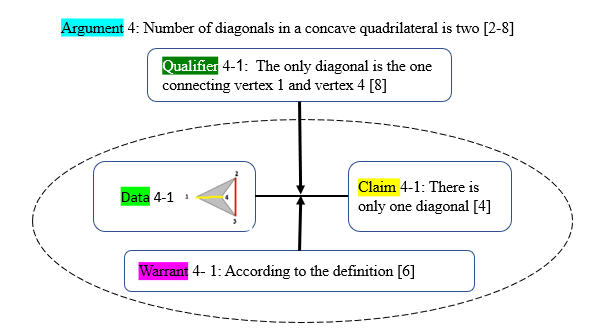 Argument 4: Number of diagonals in a concave quadrilateral is two [2-8]
Qualifier 4-1: The only diagonal is the one
connecting vertex 1 and vertex 4 [8]
Data 4-1
2
1
4
3
Claim 4-1: There is
only one diagonal [4]
Warrant 4- 1: According to the definition [6]